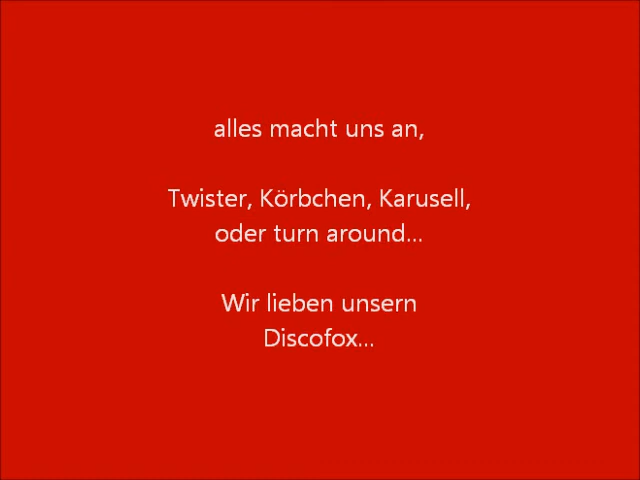 alles macht uns an,
Twister, Körbchen, Karusell,
oder turn around...
Wir lieben unsern
Discofox...